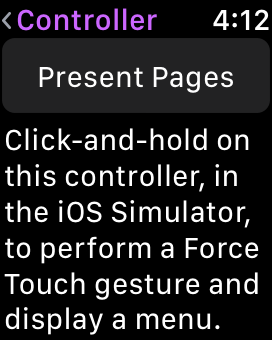 <Controller 4:12
Present Pages
Click-and-hold on
this controller, in
the iOS Simulator,
to perform a Force
Touch gesture and
display a menu.